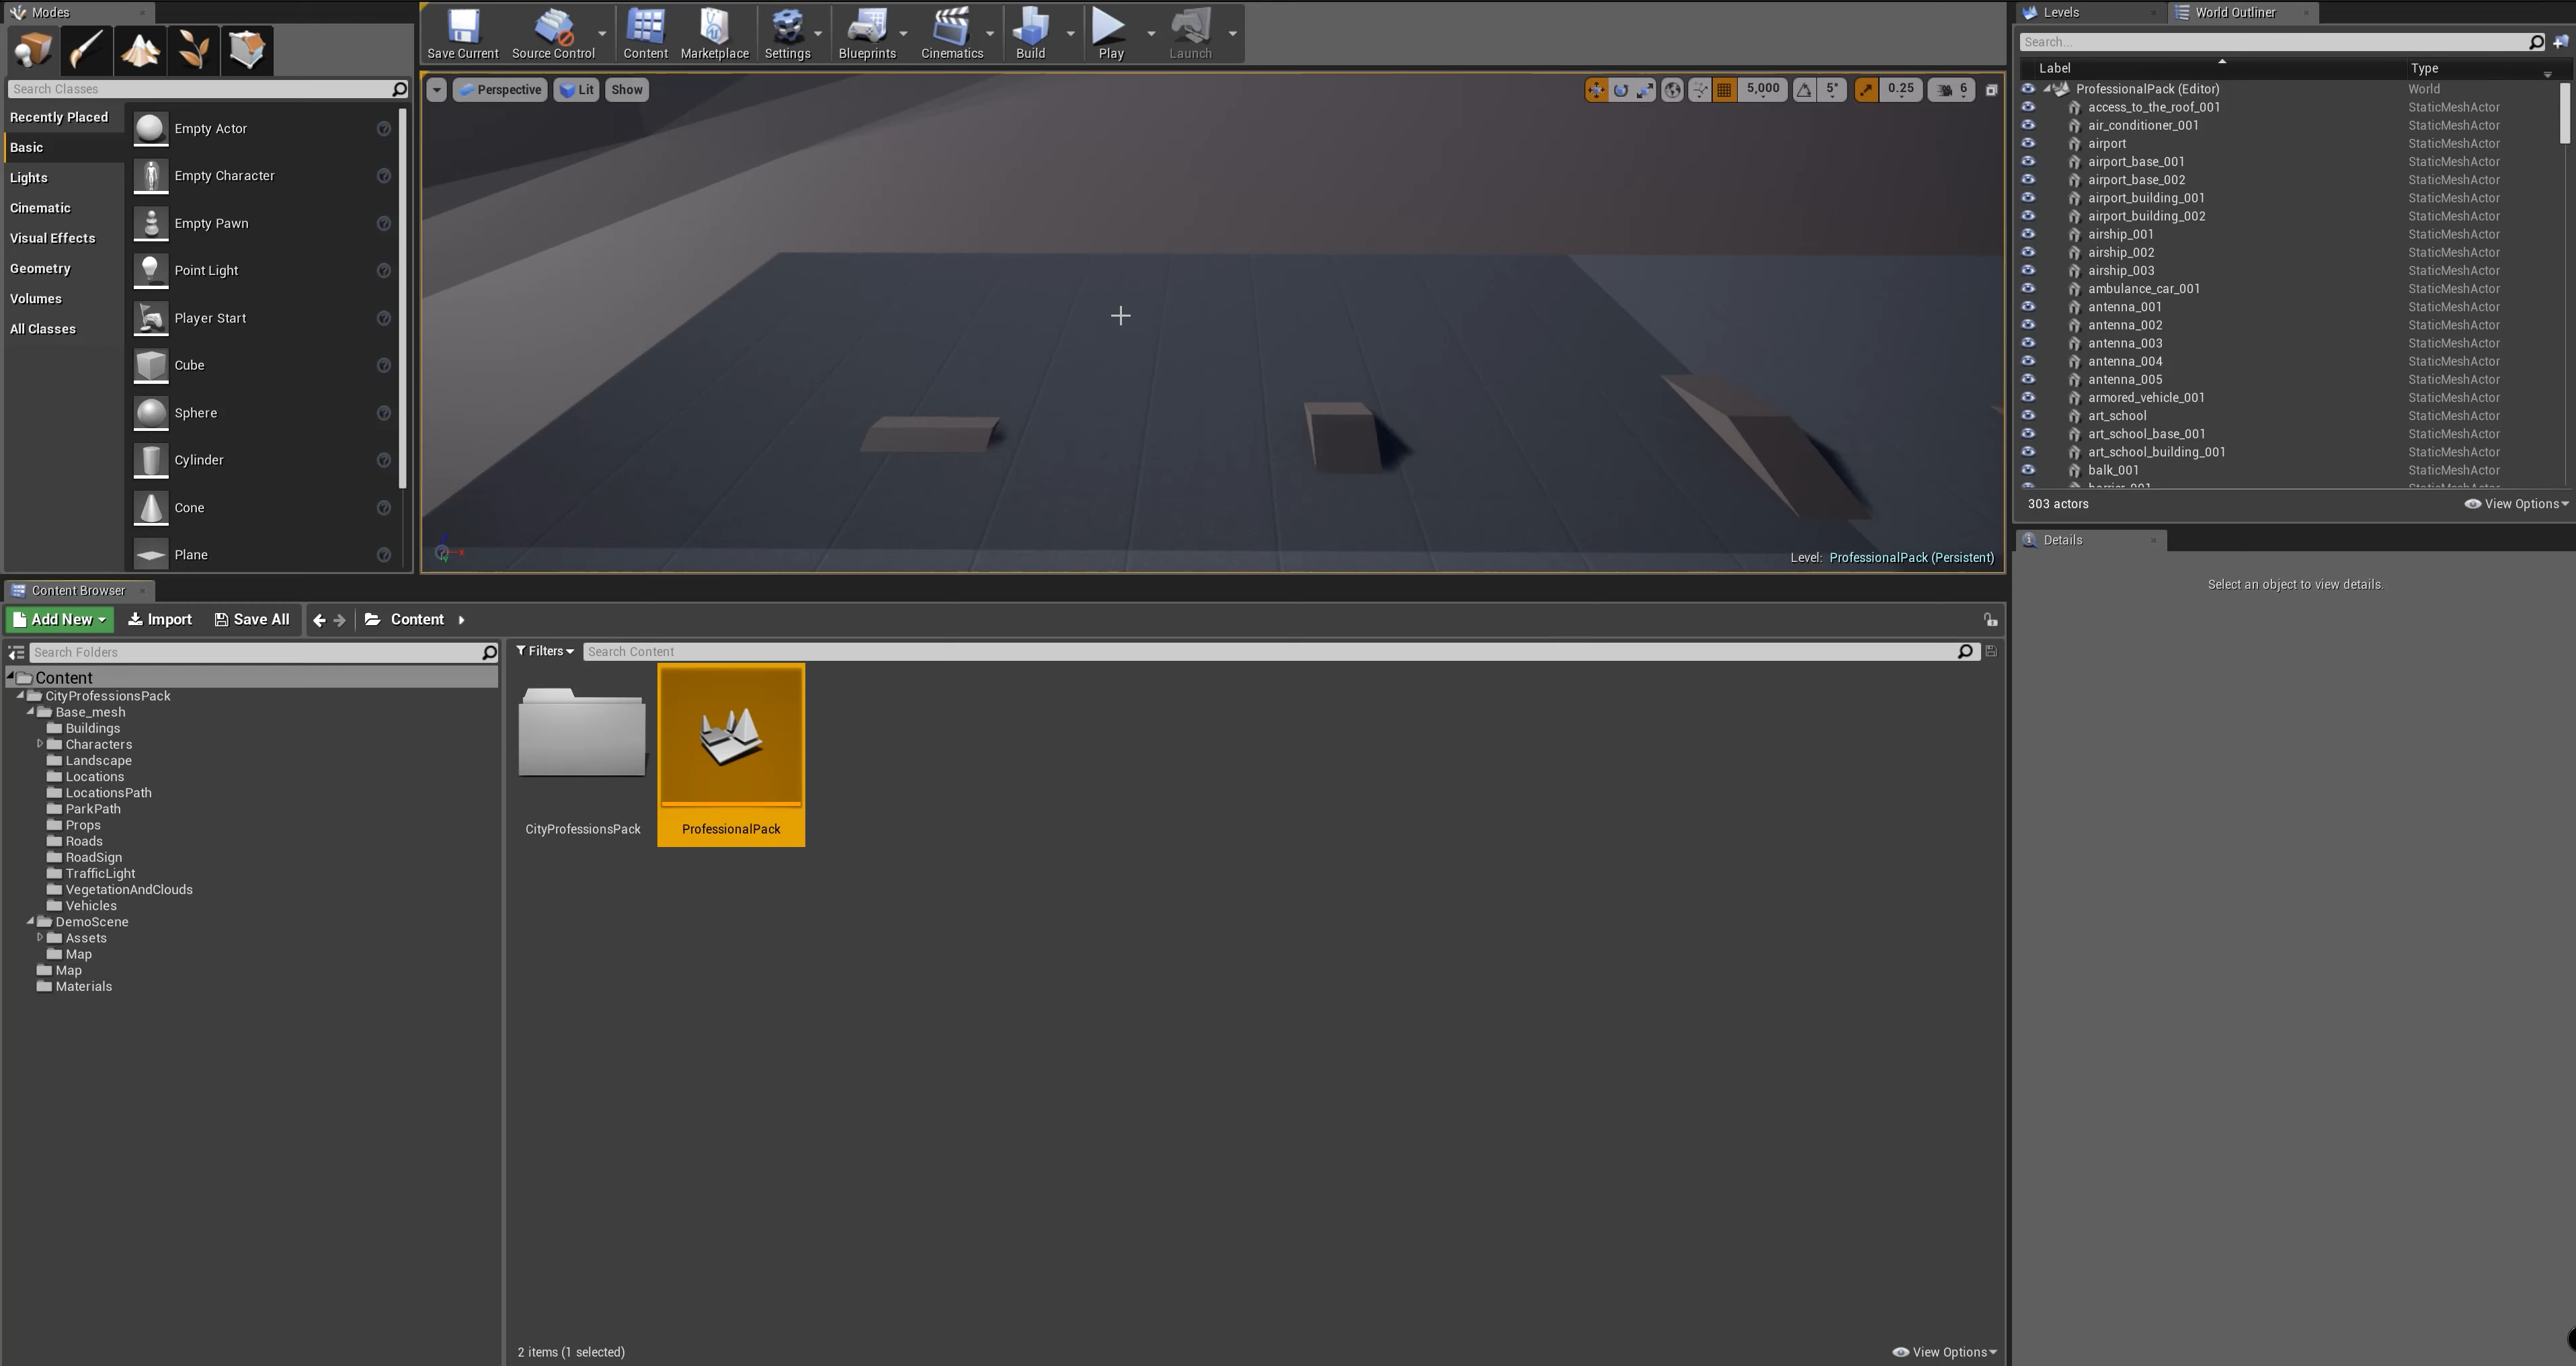 Modes
Search Classes
Recently Placed
Basic
Lights
Cinematic
Visual Effects
Geometry
Volumes
All Classes
Empty Actor
Empty Character
Empty Pawn
Point Light
Player Start
Cube
Sphere
Cylinder
Cone
Plane
Save Current
Source Control
Content
Marketplace
Settings
Blueprints
Cinematics
Build
Play
Launch
Perspective
Lit
Show
5,000
5°
0.25
6
Level: ProfessionalPack (Persistent)
Levels
World Outliner
Search...
Label Type
ProfessionalPack (Editor) World
access_to_the_roof_001 StaticMeshActor
air_conditioner_001 StaticMeshActor
airport StaticMeshActor
airport_base_001 StaticMeshActor
airport_base_002 StaticMeshActor
airport_building_001 StaticMeshActor
airport_building_002 StaticMeshActor
airship_001 StaticMeshActor
airship_002 StaticMeshActor
airship_003 StaticMeshActor
ambulance_car_001 StaticMeshActor
antenna_001 StaticMeshActor
antenna_002 StaticMeshActor
antenna_003 StaticMeshActor
antenna_004 StaticMeshActor
antenna_005 StaticMeshActor
armored_vehicle_001 StaticMeshActor
art_school StaticMeshActor
art_school_base_001 StaticMeshActor
art_school_building_001 StaticMeshActor
balk_001 StaticMeshActor
303 actors
View Options
Details
Select an object to view details.
Content Browser
Add New
Import
Save All
Content
Search Folders
Content
CityProfessionsPack
Base_mesh
Buildings
Characters
Landscape
Locations
LocationsPath
ParkPath
Props
Roads
RoadSign
TrafficLight
VegetationAndClouds
Vehicles
DemoScene
Assets
Map
Map
Materials
Filters
Search Content
CityProfessionsPack
ProfessionalPack
2 items (1 selected)
View Options